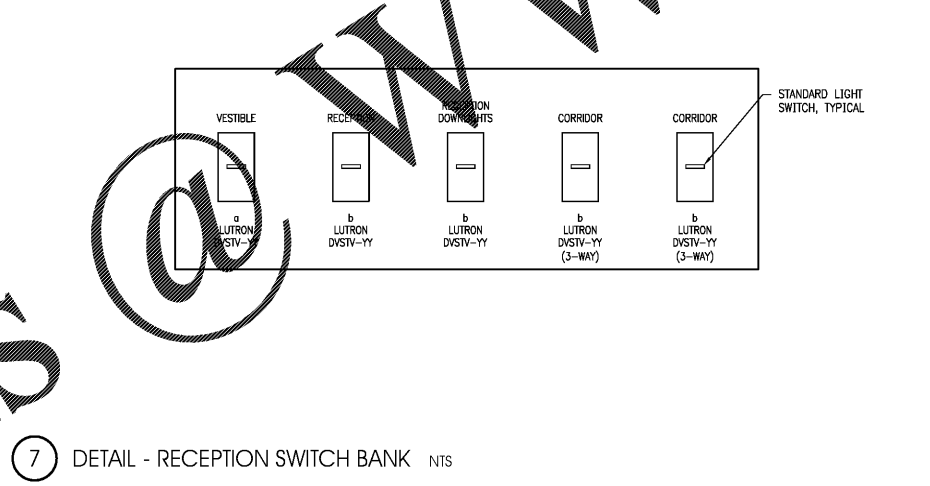 VESTIBLE
RECEPTION
RECEPTION
DOWNLIGHTS
CORRIDOR
CORRIDOR
STANDARD LIGHT
SWITCH, TYPICAL
a
LUTRON
DVSTV-YY
b
LUTRON
DVSTV-YY
b
LUTRON
DVSTV-YY
b
LUTRON
DVSTV-YY
(3-WAY)
b
LUTRON
DVSTV-YY
(3-WAY)
s @ ww
7 DETAIL - RECEPTION SWITCH BANK NTS